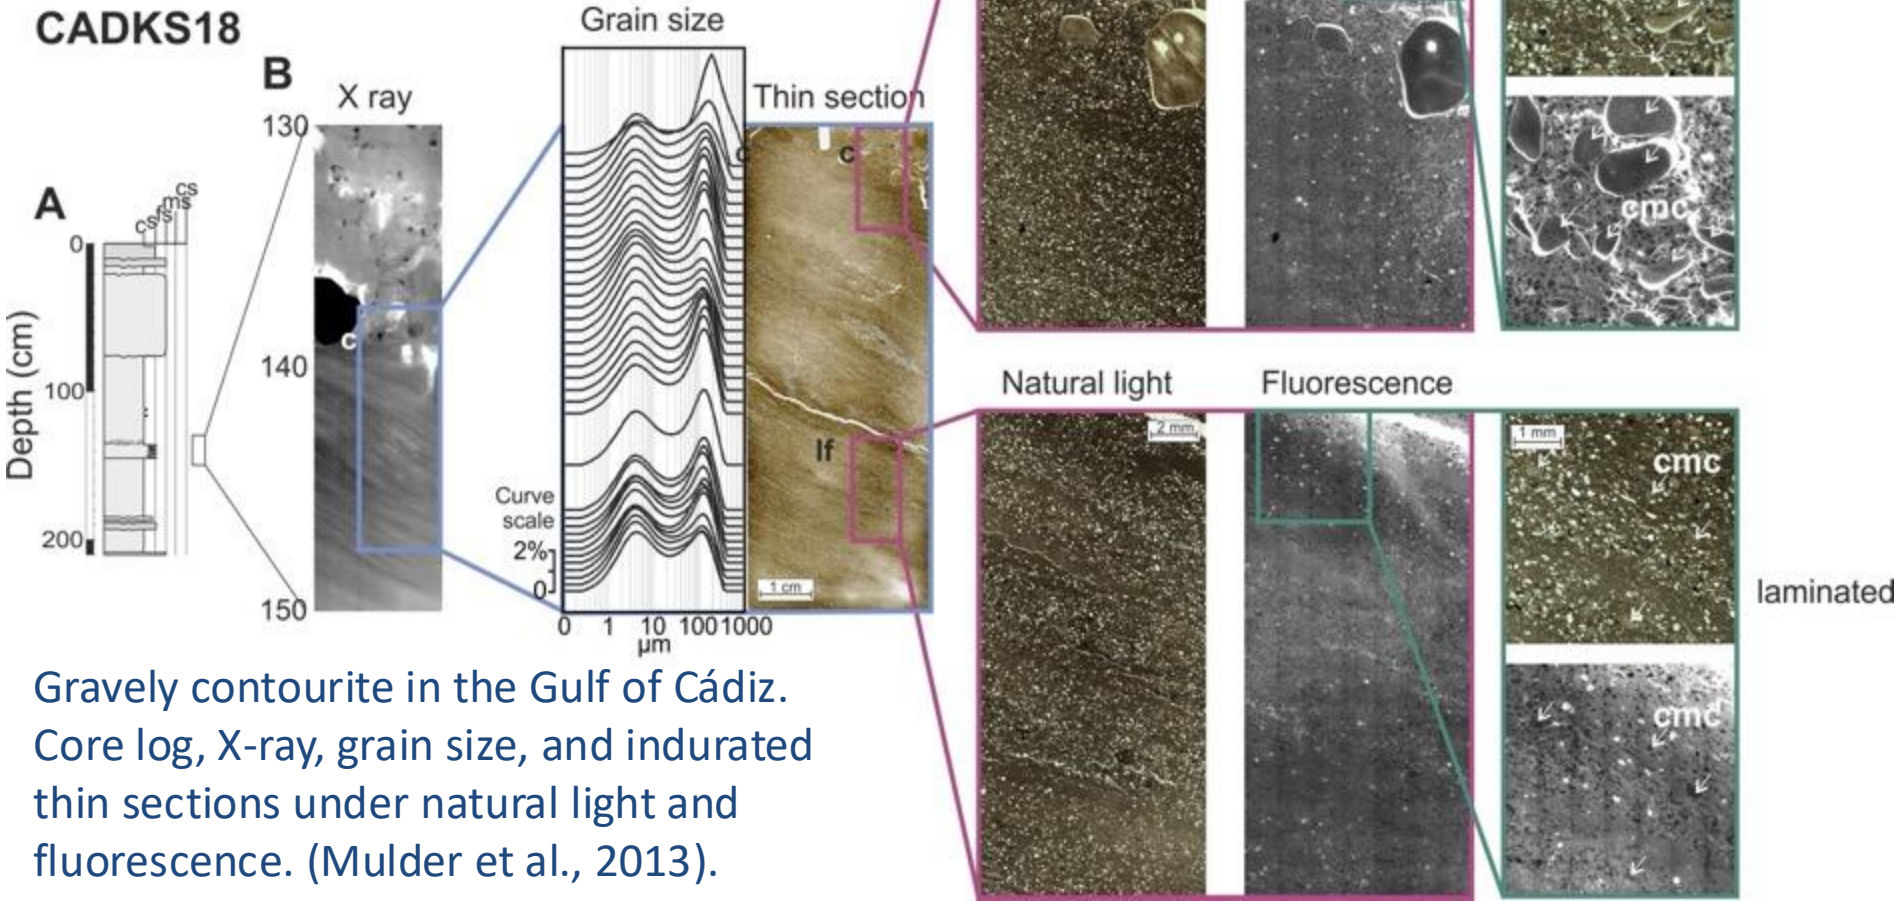 CADKS18
Grain size
B
X ray
Thin section
130
c
c
A
cs
ms
fs
cs
0
cmc
c
140
Depth (cm)
100
Natural light
Fluorescence
2 mm
1 mm
cmc
lf
Curve
scale
2%
200
0
1 cm
laminated
150
0 1 10 100 1000
µm
cmc
Gravely contourite in the Gulf of Cádiz.
Core log, X-ray, grain size, and indurated
thin sections under natural light and
fluorescence. (Mulder et al., 2013).